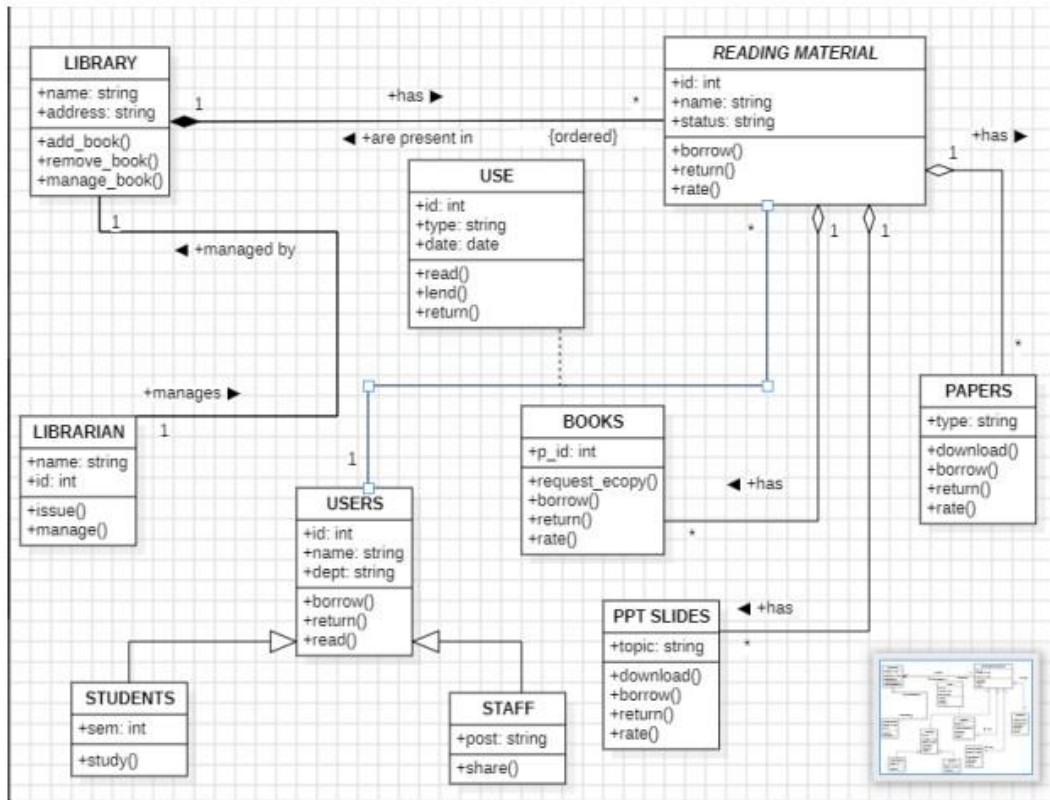 LIBRARY
+name: string
+address: string
+add_book()
+remove_book()
+manage_book()
1
+has ►
*
◄ +are present in
{ordered}
READING MATERIAL
+id: int
+name: string
+status: string
+borrow()
+return()
+rate()
+has ►
1
*
USE
+id: int
+type: string
+date: date
+read()
+lend()
+return()
1
◄ +managed by
*
1
1
+manages ►
1
LIBRARIAN
+name: string
+id: int
+issue()
+manage()
1
USERS
+id: int
+name: string
+dept: string
+borrow()
+return()
+read()
BOOKS
+p_id: int
+request_ecopy()
+borrow()
+return()
+rate()
◄ +has
*
PAPERS
+type: string
+download()
+borrow()
+return()
+rate()
PPT SLIDES
+topic: string
+download()
+borrow()
+return()
+rate()
◄ +has
*
STUDENTS
+sem: int
+study()
STAFF
+post: string
+share()